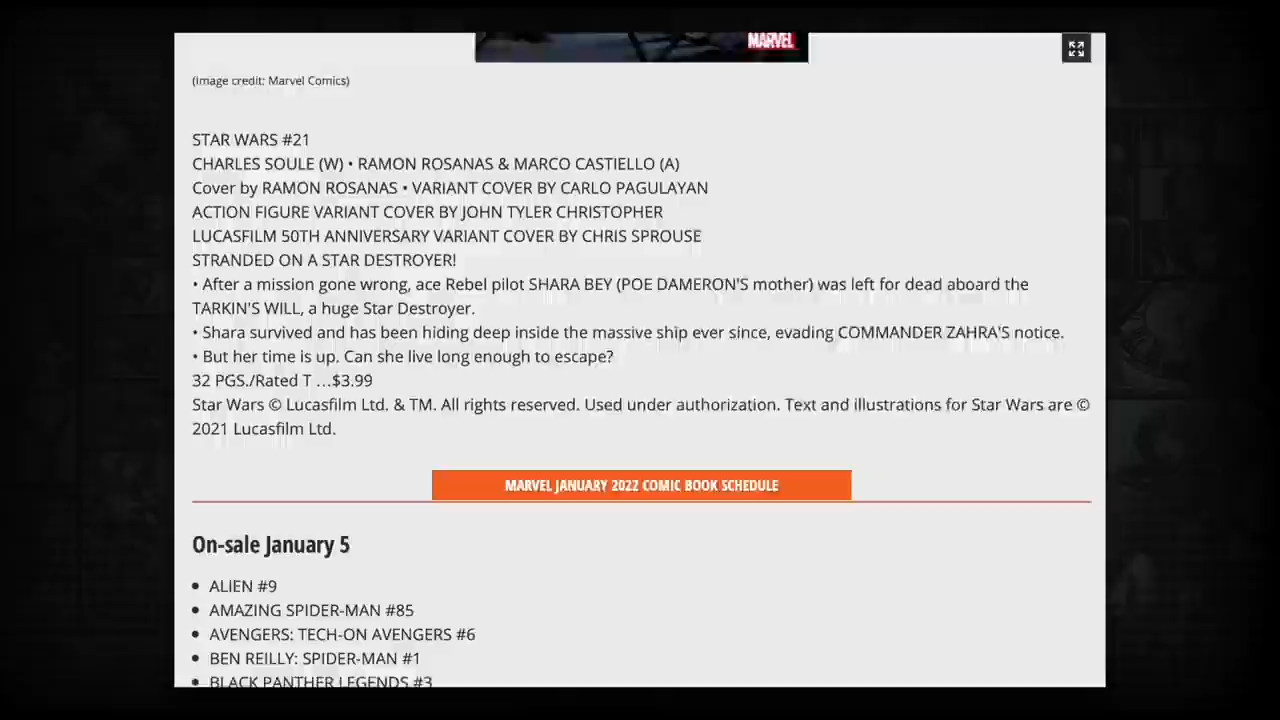 MARVEL
(Image credit: Marvel Comics)
STAR WARS #21
CHARLES SOULE (W) • RAMON ROSANAS & MARCO CASTIELLO (A)
Cover by RAMON ROSANAS • VARIANT COVER BY CARLO PAGULAYAN
ACTION FIGURE VARIANT COVER BY JOHN TYLER CHRISTOPHER
LUCASFILM 50TH ANNIVERSARY VARIANT COVER BY CHRIS SPROUSE
STRANDED ON A STAR DESTROYER!
• After a mission gone wrong, ace Rebel pilot SHARA BEY (POE DAMERON'S mother) was left for dead aboard the
TARKIN'S WILL, a huge Star Destroyer.
• Shara survived and has been hiding deep inside the massive ship ever since, evading COMMANDER ZAHRA'S notice.
• But her time is up. Can she live long enough to escape?
32 PGS./Rated T …$3.99
Star Wars © Lucasfilm Ltd. & TM. All rights reserved. Used under authorization. Text and illustrations for Star Wars are ©
2021 Lucasfilm Ltd.
MARVEL JANUARY 2022 COMIC BOOK SCHEDULE
On-sale January 5
• ALIEN #9
• AMAZING SPIDER-MAN #85
• AVENGERS: TECH-ON AVENGERS #6
• BEN REILLY: SPIDER-MAN #1
• BLACK PANTHER LEGENDS #3